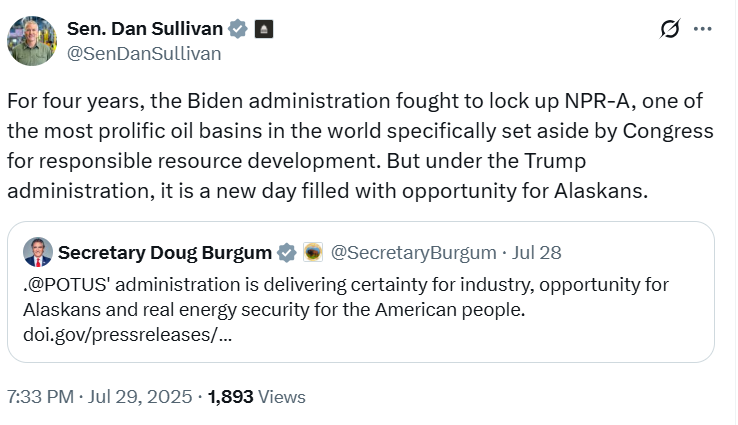 Sen. Dan Sullivan
@SenDanSullivan
For four years, the Biden administration fought to lock up NPR-A, one of
the most prolific oil basins in the world specifically set aside by Congress
for responsible resource development. But under the Trump
administration, it is a new day filled with opportunity for Alaskans.
Secretary Doug Burgum @SecretaryBurgum · Jul 28
.@POTUS' administration is delivering certainty for industry, opportunity for
Alaskans and real energy security for the American people.
doi.gov/pressreleases/...
7:33 PM · Jul 29, 2025 · 1,893 Views